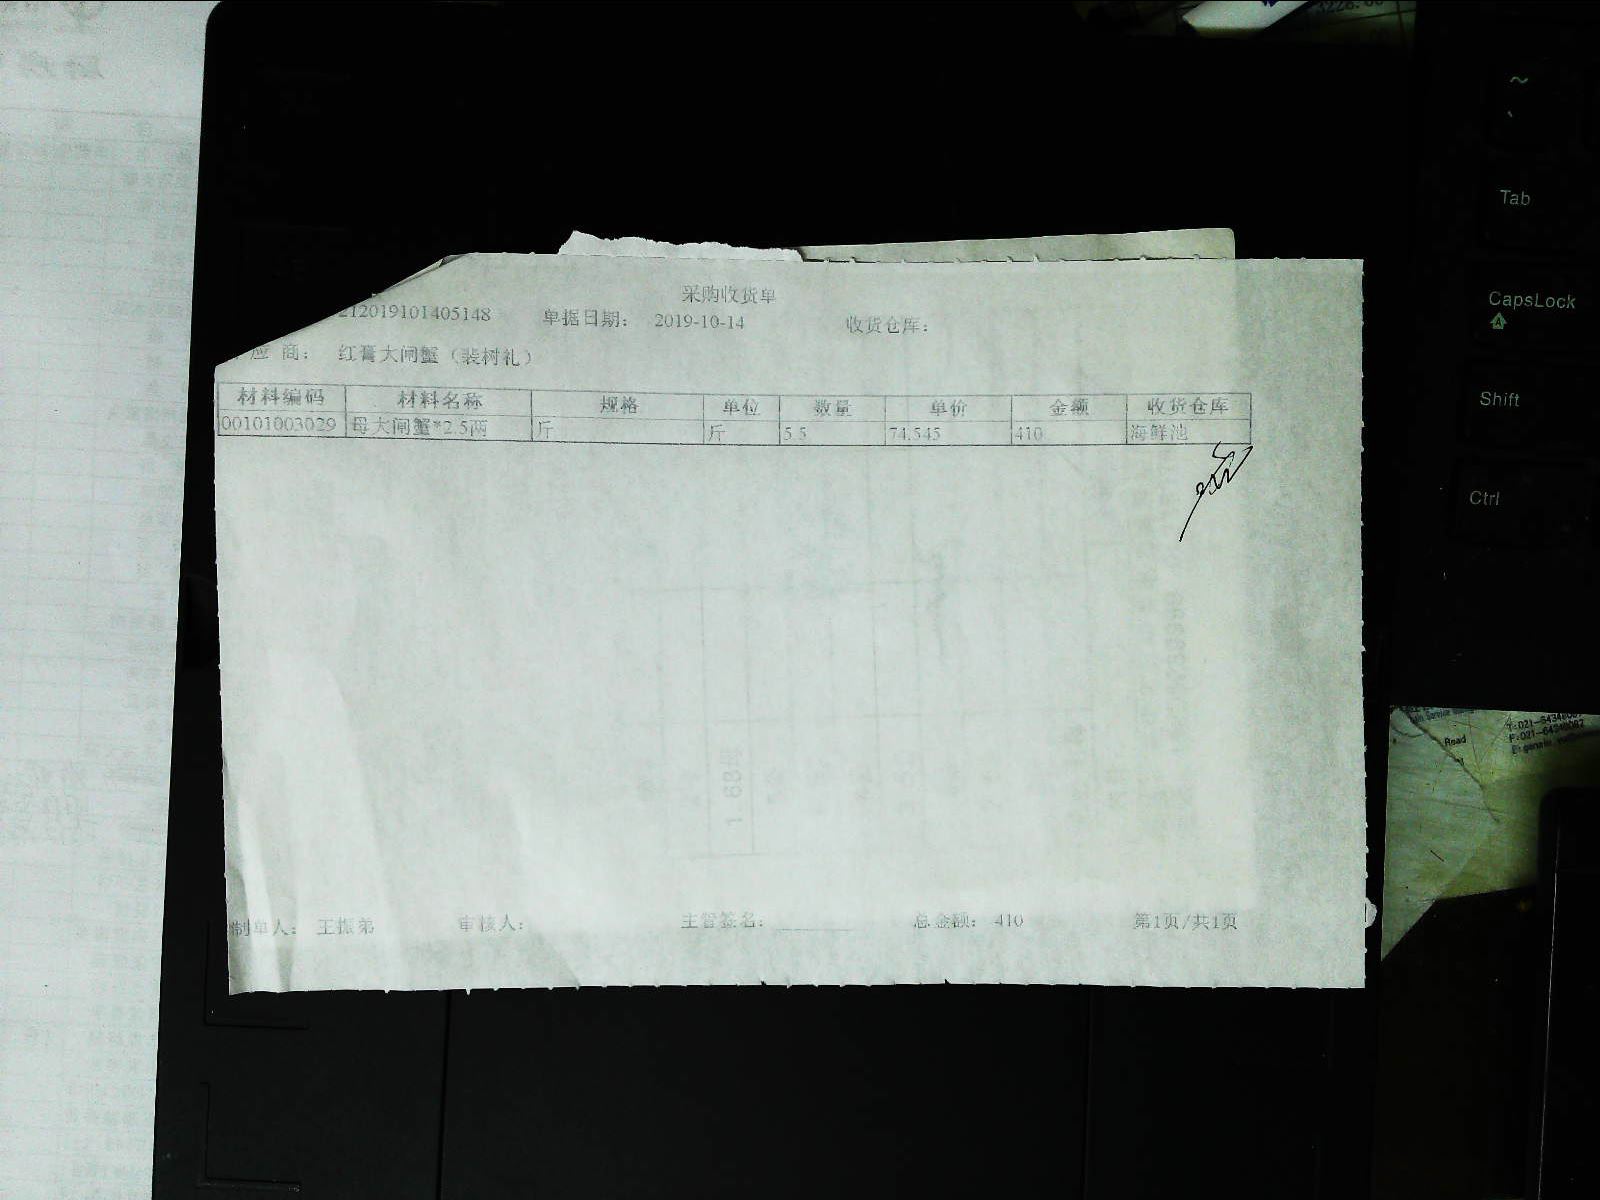 采购收货单
212019101405148 单据日期： 2019-10-14 收货仓库：
应 商： 红膏大闸蟹（裴树礼）
材料编码 材料名称 规格 单位 数量 单价 金额 收货仓库
00101003029 母大闸蟹*2.5两 斤 斤 5.5 74.545 410 海鲜池
制单人： 王振弟 审核人： 主管签名： 总金额： 410 第1页/共1页
~
Tab
CapsLock
Shift
Ctrl
Read